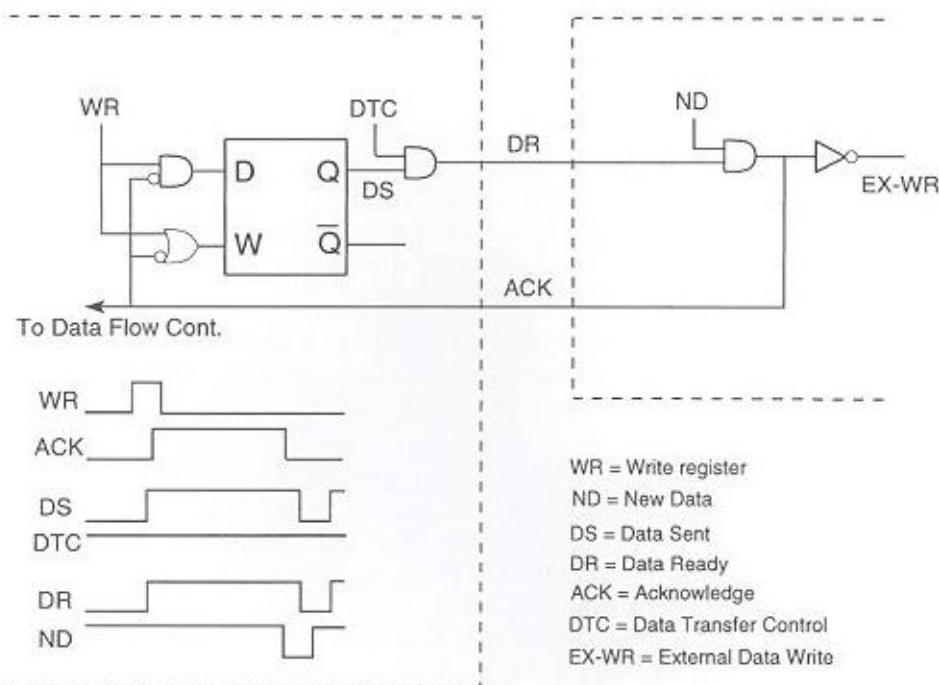 WR
DTC
ND
D
Q
DS
DR
EX-WR
W
Q
ACK
To Data Flow Cont.
WR
ACK
DS
DTC
DR
ND
WR = Write register
ND = New Data
DS = Data Sent
DR = Data Ready
ACK = Acknowledge
DTC = Data Transfer Control
EX-WR = External Data Write